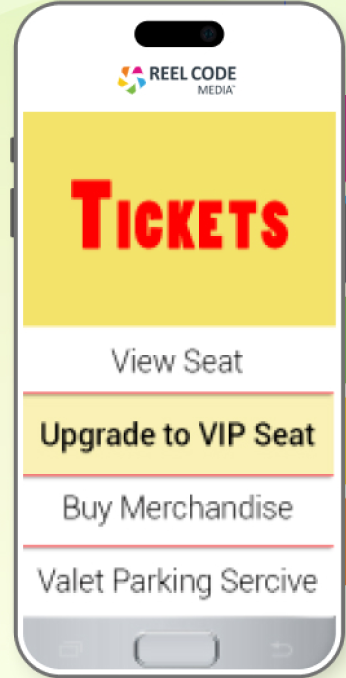 REEL CODE
MEDIA
TICKETS
View Seat
Upgrade to VIP Seat
Buy Merchandise
Valet Parking Sercive